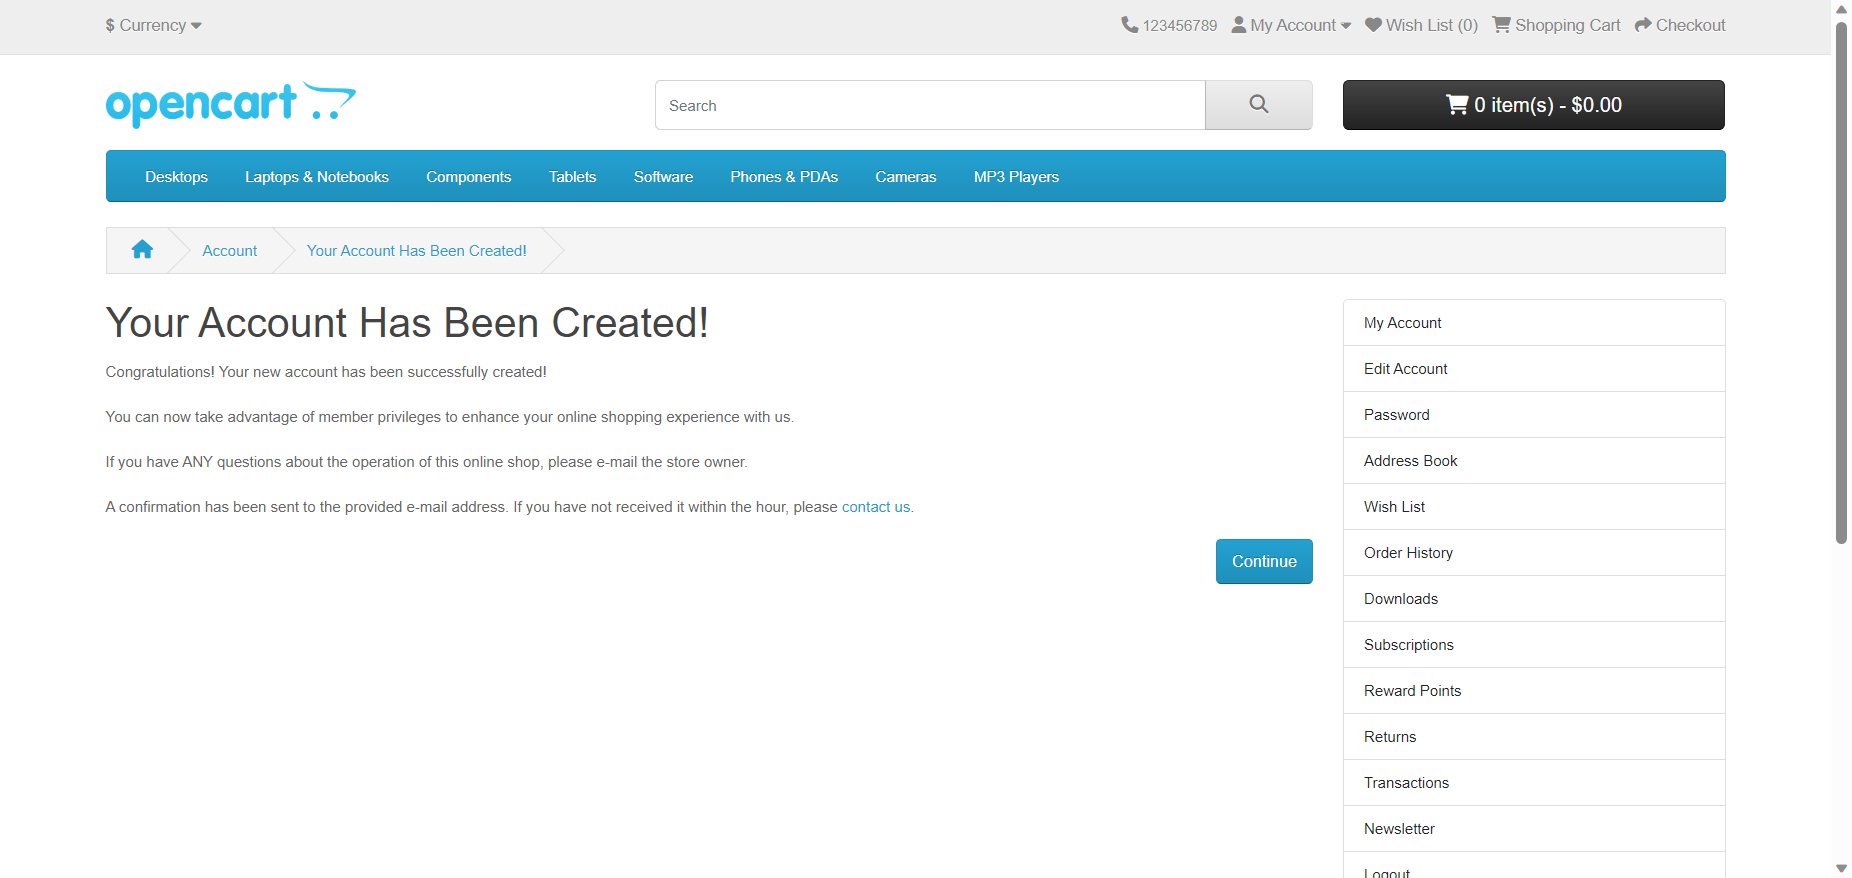 $ Currency
123456789 My Account Wish List (0) Shopping Cart Checkout
opencart
Search
0 item(s) - $0.00
Desktops Laptops & Notebooks Components Tablets Software Phones & PDAs Cameras MP3 Players
Account Your Account Has Been Created!
Your Account Has Been Created!
Congratulations! Your new account has been successfully created!
You can now take advantage of member privileges to enhance your online shopping experience with us.
If you have ANY questions about the operation of this online shop, please e-mail the store owner.
A confirmation has been sent to the provided e-mail address. If you have not received it within the hour, please contact us.
Continue
My Account
Edit Account
Password
Address Book
Wish List
Order History
Downloads
Subscriptions
Reward Points
Returns
Transactions
Newsletter
Logout